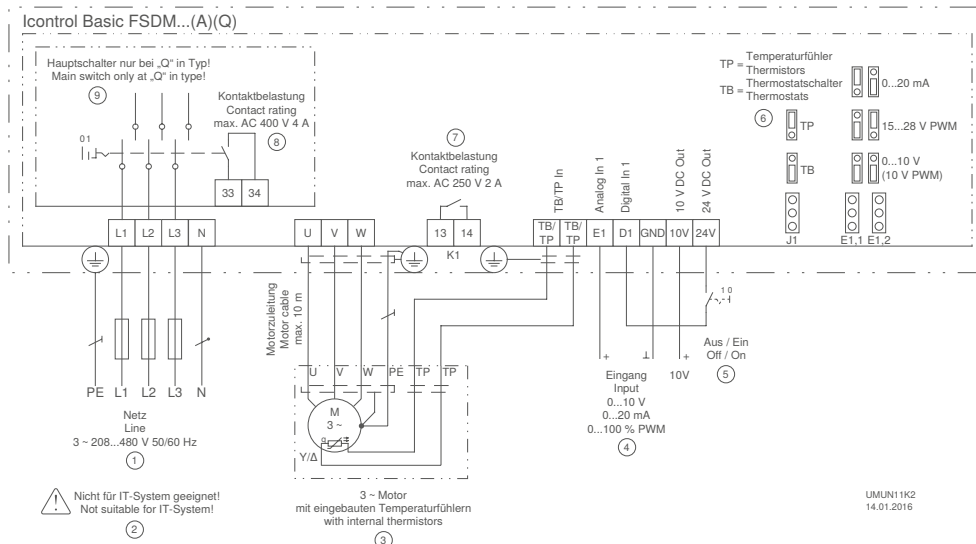 Icontrol Basic FSDM...(A)(Q)
Hauptschalter nur bei „Q" in Typ!
Main switch only at „Q" in type!
9
0 1
Kontaktbelastung
Contact rating
max. AC 400 V 4 A
8
33 34
7
Kontaktbelastung
Contact rating
max. AC 250 V 2 A
TB/TP In
Analog In 1
Digital In 1
10 V DC Out
24 V DC Out
TP = Temperaturfühler
Thermistors
TB = Thermostatschalter
Thermostats
6
TP
TB
J1
0...20 mA
15...28 V PWM
0...10 V
(10 V PWM)
E1,1 E1,2
L1 L2 L3 N
U V W
13 14
K1
TB/
TP
TB/
TP
E1 D1 GND 10V 24V
1 0
Aus / Ein
Off / On
5
Motorzuleitung
Motor cable
max. 10 m
PE L1 L2 L3 N
Netz
Line
3 ~ 208...480 V 50/60 Hz
1
U V W PE TP TP
M
3 ~
ϑ
Y/Δ
3 ~ Motor
mit eingebauten Temperaturfühlern
with internal thermistors
3
+ ⊥ +
Eingang
Input
0...10 V
0...20 mA
0...100 % PWM
4
10V
Nicht für IT-System geeignet!
Not suitable for IT-System!
2
UMUN11K2
14.01.2016